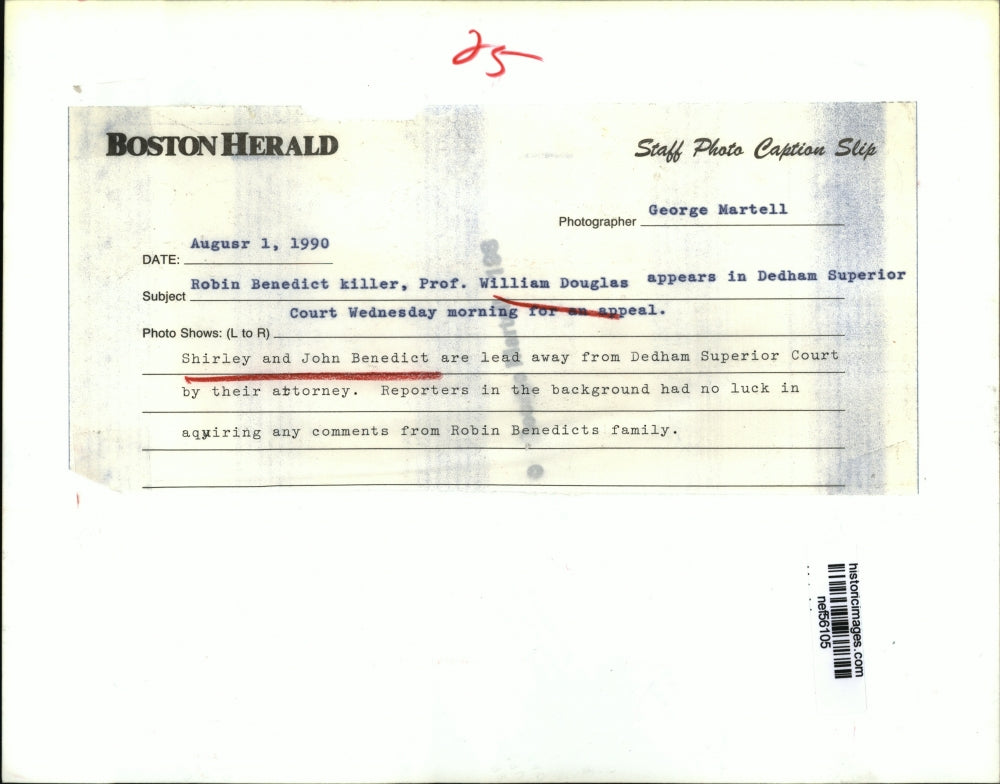 25
BOSTON HERALD
Staff Photo Caption Slip
Photographer George Martell
DATE: Augusr 1, 1990
Subject Robin Benedict killer, Prof. William Douglas appears in Dedham Superior
Court Wednesday morning for an appeal.
Photo Shows: (L to R)
Shirley and John Benedict are lead away from Dedham Superior Court
by their attorney. Reporters in the background had no luck in
aquiring any comments from Robin Benedicts family.
historicimages.com
nef56105